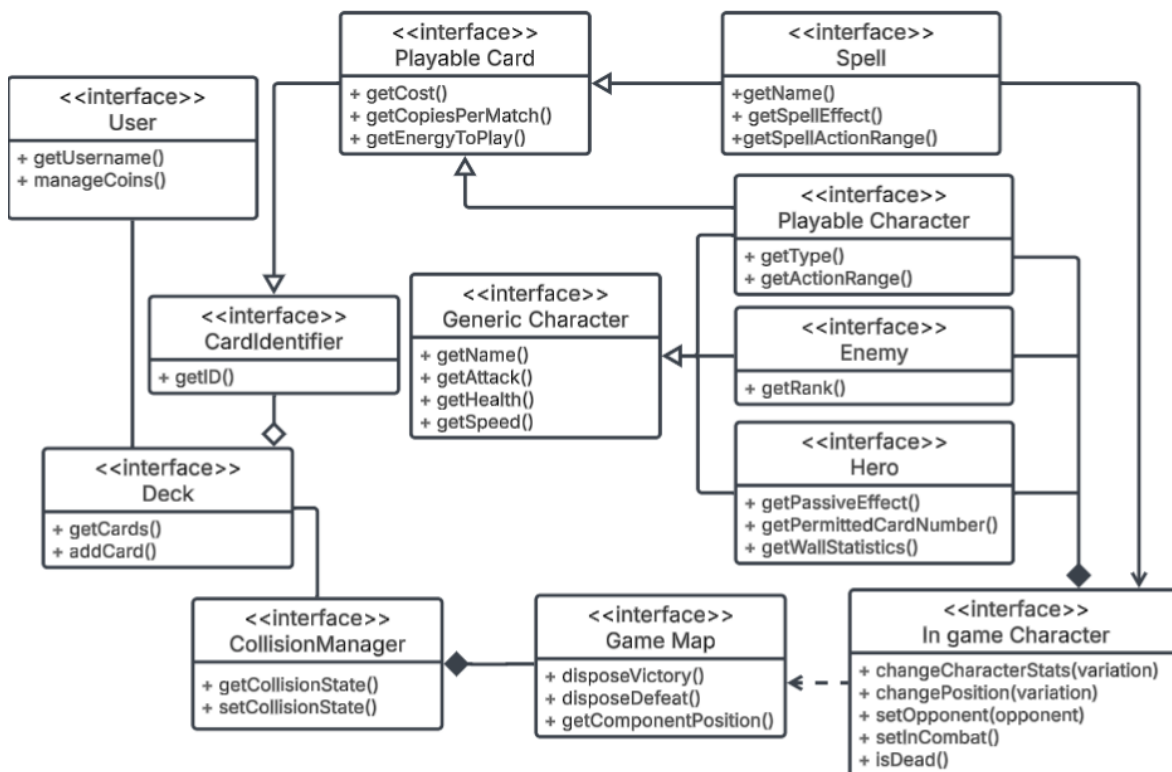 <<interface>>
Playable Card
+ getCost()
+ getCopiesPerMatch()
+ getEnergyToPlay()
<<interface>>
Spell
+getName()
+ getSpellEffect()
+getSpellActionRange()
<<interface>>
User
+ getUsername()
+ manageCoins()
<<interface>>
Playable Character
+ getType()
+ getActionRange()
<<interface>>
CardIdentifier
+ getID()
<<interface>>
Generic Character
+ getName()
+ getAttack()
+ getHealth()
+ getSpeed()
<<interface>>
Enemy
+ getRank()
<<interface>>
Deck
+ getCards()
+ addCard()
<<interface>>
Hero
+ getPassiveEffect()
+ getPermittedCardNumber()
+ getWallStatistics()
<<interface>>
CollisionManager
+ getCollisionState()
+ setCollisionState()
<<interface>>
Game Map
+ disposeVictory()
+ disposeDefeat()
+ getComponentPosition()
<<interface>>
In game Character
+ changeCharacterStats(variation)
+ changePosition(variation)
+ setOpponent(opponent)
+ setInCombat()
+ isDead()